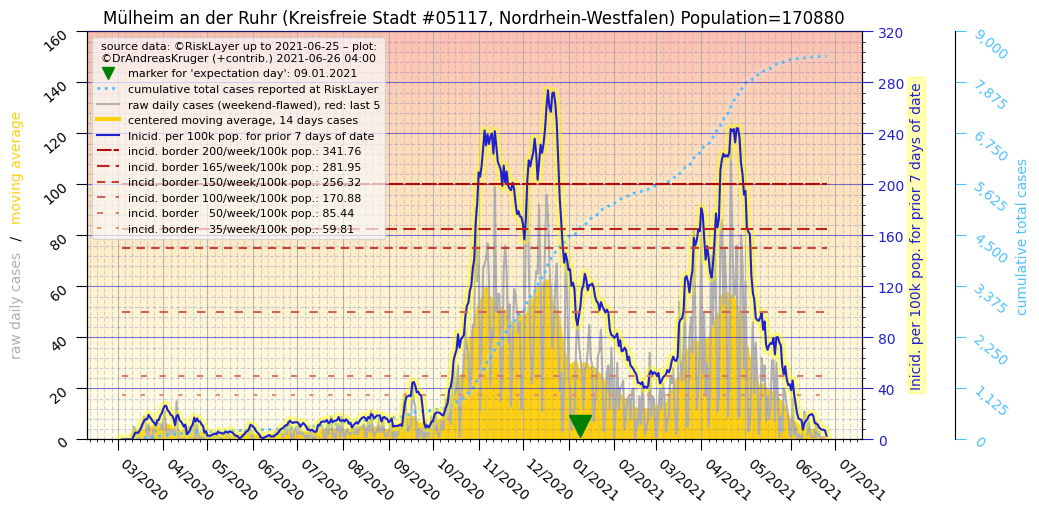 Mülheim an der Ruhr (Kreisfreie Stadt #05117, Nordrhein-Westfalen) Population=170880
source data: ©RiskLayer up to 2021-06-25 – plot:
©DrAndreasKruger (+contrib.) 2021-06-26 04:00
marker for 'expectation day': 09.01.2021
cumulative total cases reported at RiskLayer
raw daily cases (weekend-flawed), red: last 5
centered moving average, 14 days cases
Inicid. per 100k pop. for prior 7 days of date
incid. border 200/week/100k pop.: 341.76
incid. border 165/week/100k pop.: 281.95
incid. border 150/week/100k pop.: 256.32
incid. border 100/week/100k pop.: 170.88
incid. border   50/week/100k pop.: 85.44
incid. border   35/week/100k pop.: 59.81
raw daily cases   /   moving average
160
140
120
100
80
60
40
20
0
03/2020
04/2020
05/2020
06/2020
07/2020
08/2020
09/2020
10/2020
11/2020
12/2020
01/2021
02/2021
03/2021
04/2021
05/2021
06/2021
07/2021
320
280
240
200
160
120
80
40
0
Inicid. per 100k pop. for prior 7 days of date
9,000
7,875
6,750
5,625
4,500
3,375
2,250
1,125
0
cumulative total cases